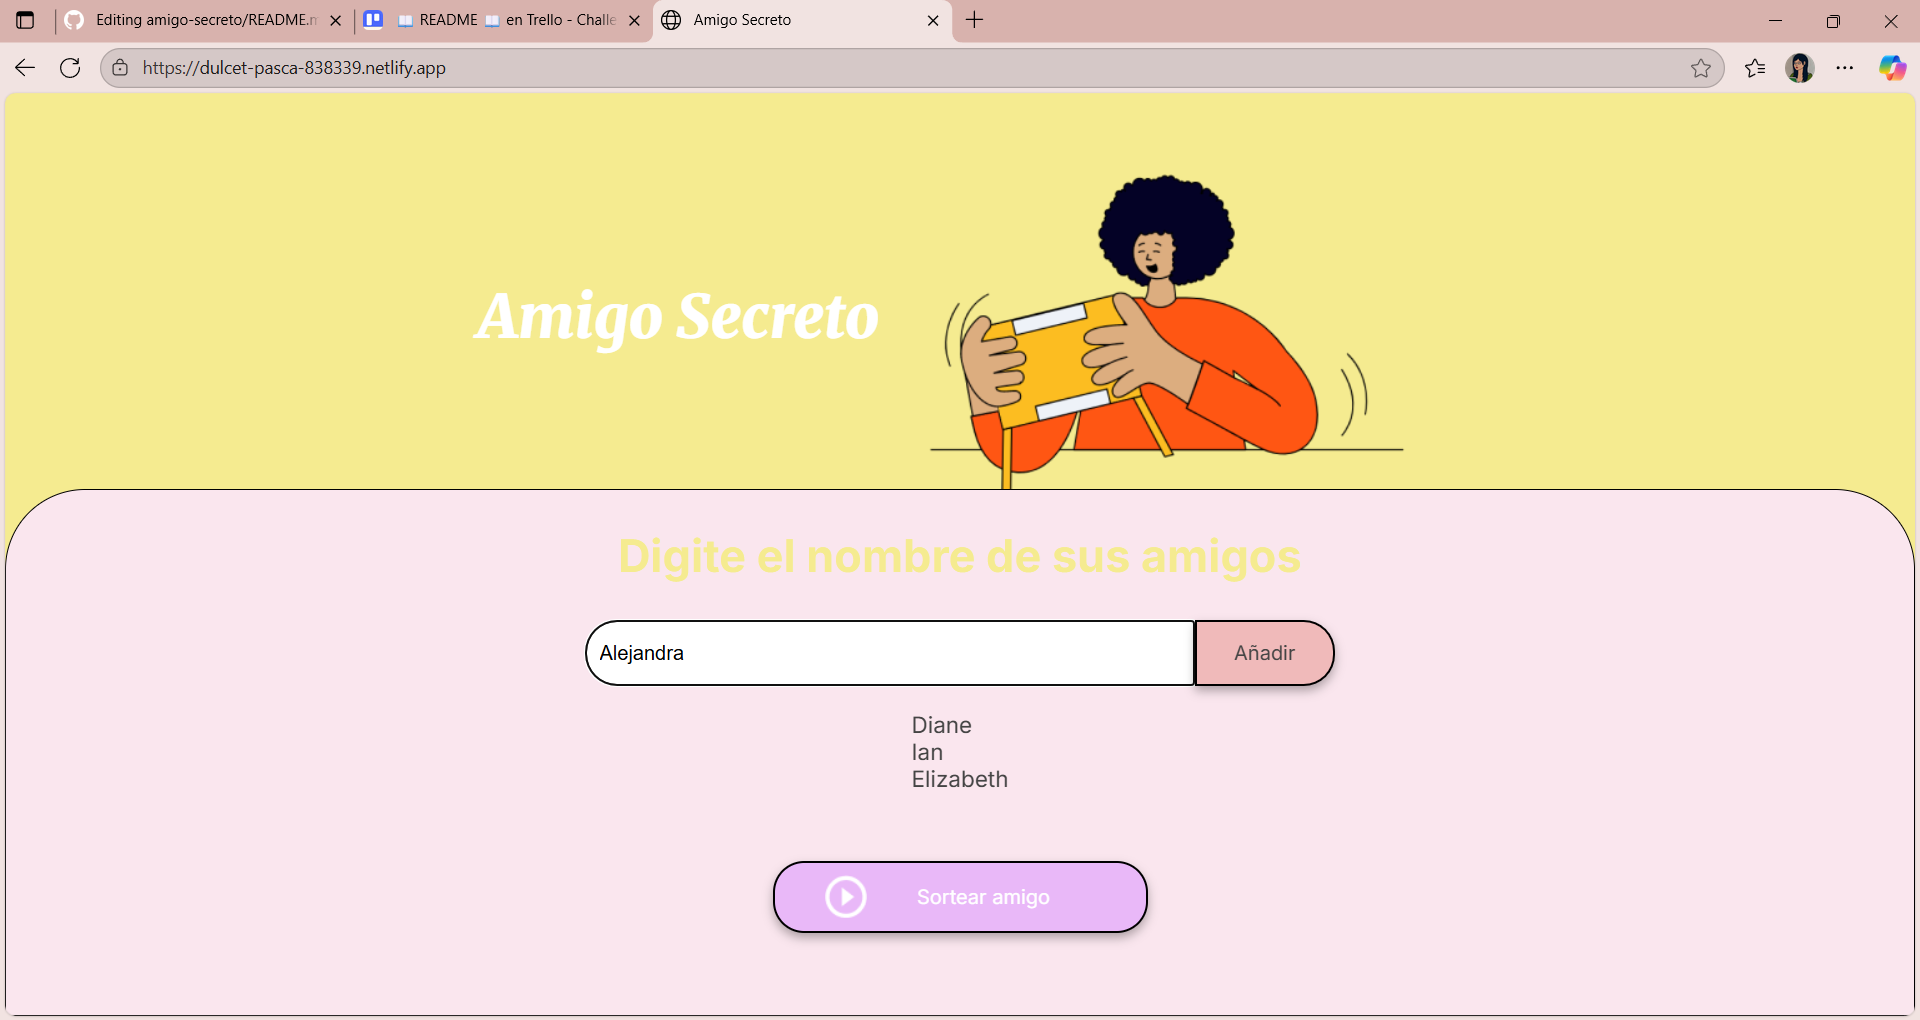 Editing amigo-secreto/README.m
README en Trello - Challe
Amigo Secreto
https://dulcet-pasca-838339.netlify.app
Amigo Secreto
Digite el nombre de sus amigos
Alejandra
Añadir
Diane
Ian
Elizabeth
Sortear amigo